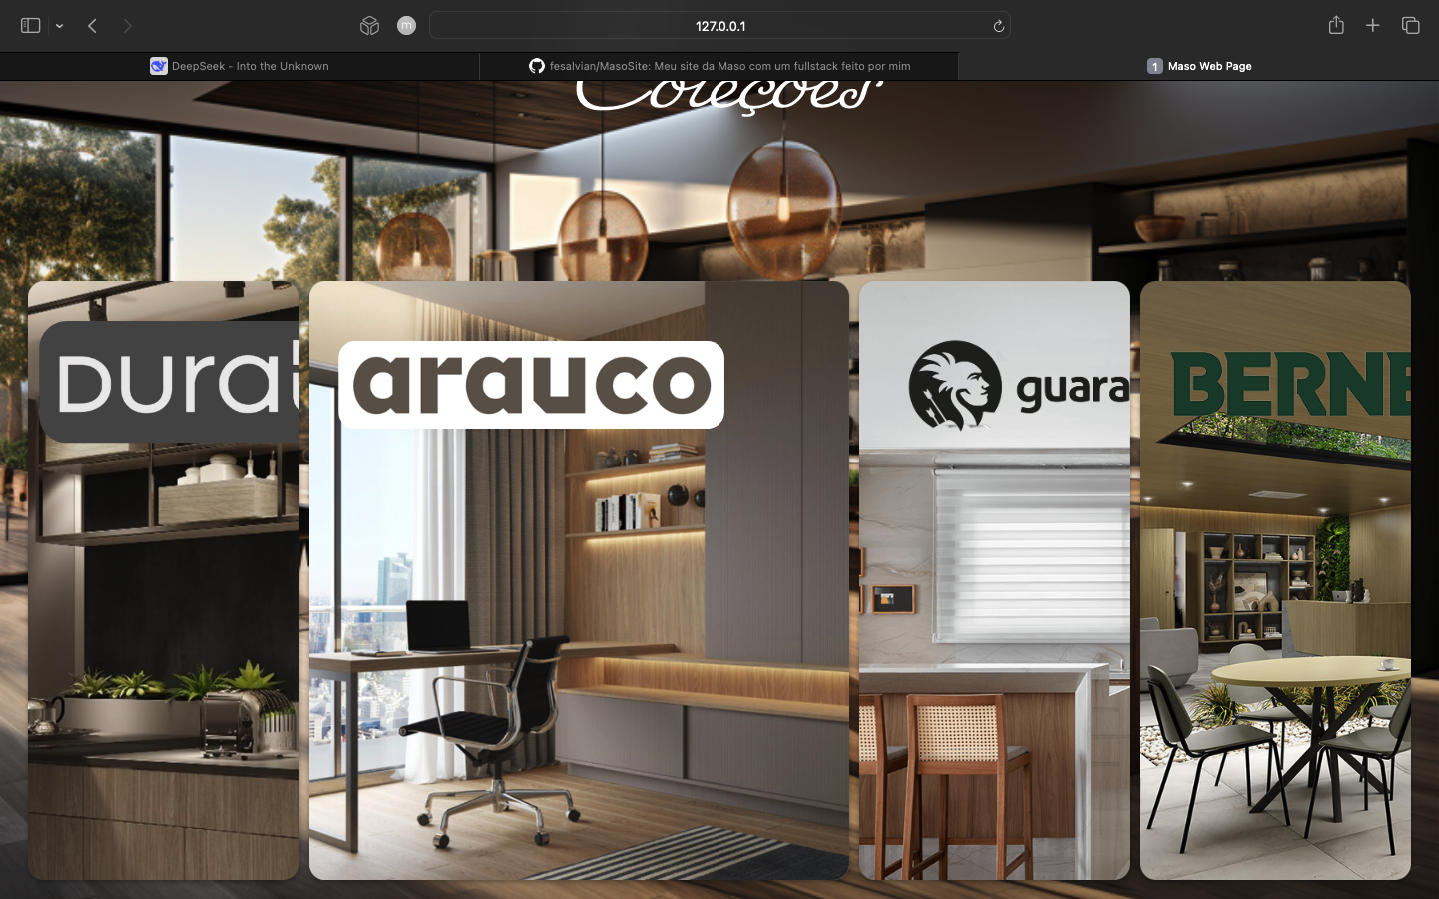 127.0.0.1
DeepSeek - Into the Unknown
fesalvian/MasoSite: Meu site da Maso com um fullstack feito por mim
1 Maso Web Page
Coleções
arauco
guara
BERNE